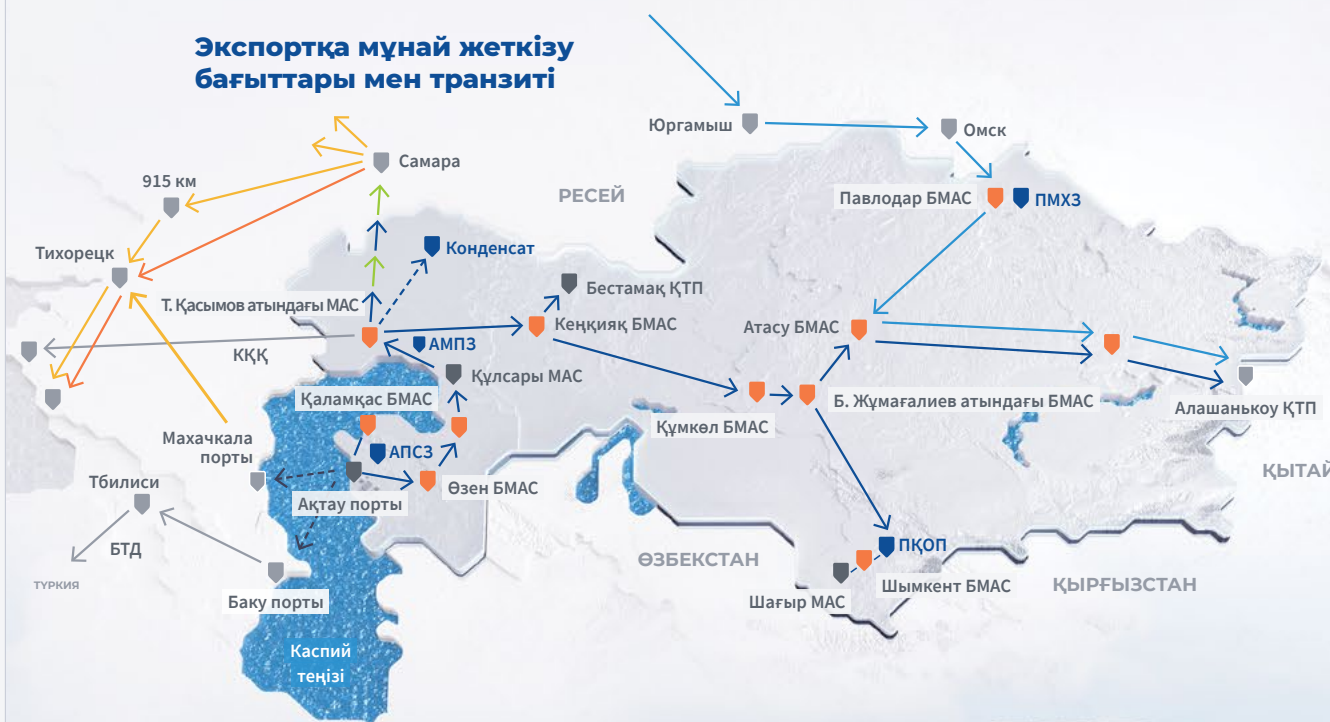 Экспортқа мұнай жеткізу
бағыттары мен транзиті
Юргамыш
Омск
Самара
915 км
РЕСЕЙ
Павлодар БМАС
ПМХЗ
Тихорецк
Конденсат
Бестамақ ҚТП
Т. Қасымов атындағы МАС
Кеңқияқ БМАС
Атасу БМАС
АМПЗ
КҚК
Құлсары МАС
Қаламқас БМАС
Б. Жұмағалиев атындағы БМАС
Алашанькоу ҚТП
Құмкөл БМАС
Махачкала
порты
АПСЗ
ҚЫТАЙ
Тбилиси
Өзен БМАС
Ақтау порты
БТД
ПҚОП
ӨЗБЕКСТАН
ТҮРКИЯ
Шымкент БМАС
ҚЫРҒЫЗСТАН
Баку порты
Шағыр МАС
Каспий
теңізі